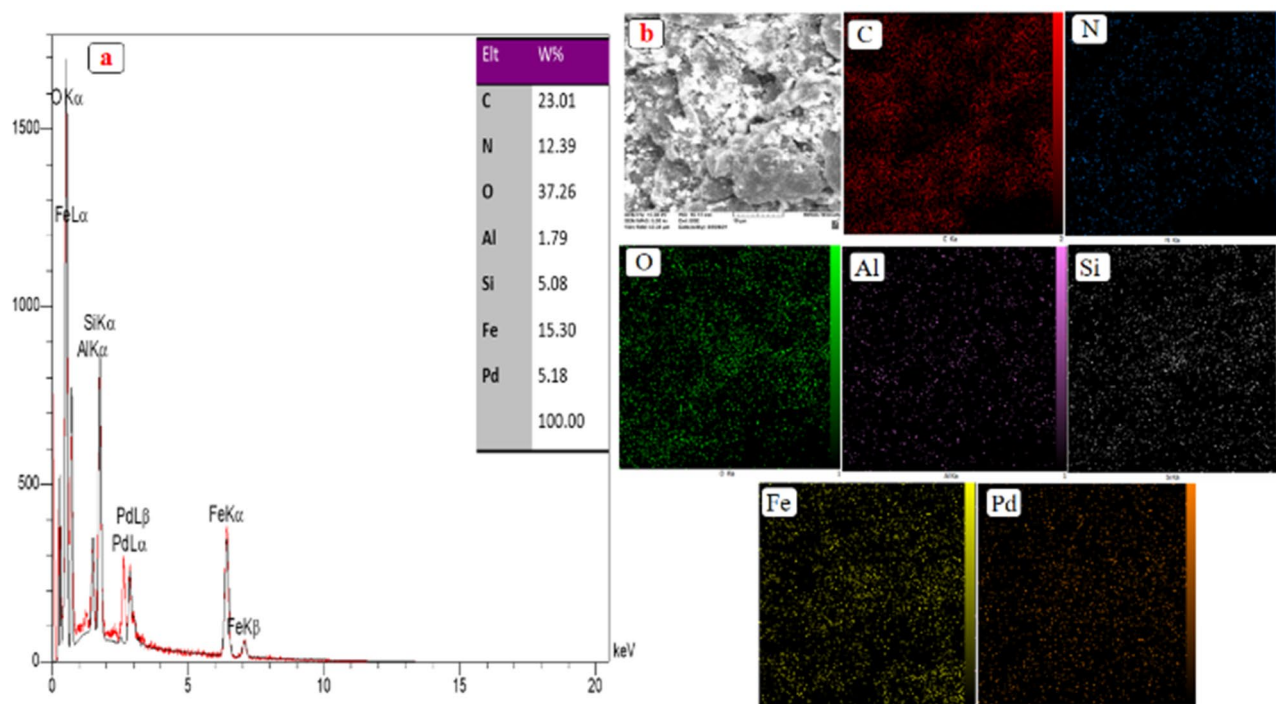 a
O Kα
FeLα
SiKα
AlKα
PdLβ
PdLα
FeKα
FeKβ
1500
1000
500
0
0 5 10 15 20
keV
Elt W%
C 23.01
N 12.39
O 37.26
Al 1.79
Si 5.08
Fe 15.30
Pd 5.18
100.00
b
C
N
O
Al
Si
Fe
Pd